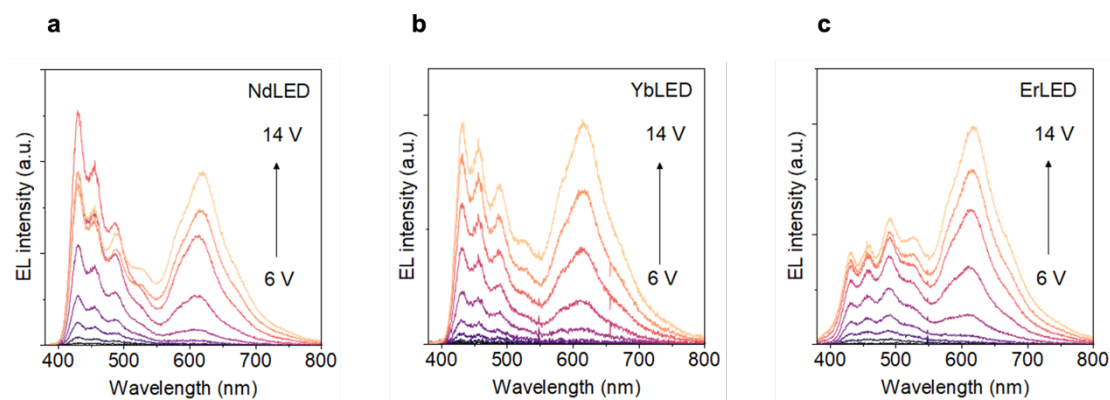 a
b
c
NdLED
14 V
6 V
EL intensity (a.u.)
400 500 600 700 800
Wavelength (nm)
YbLED
14 V
6 V
EL intensity (a.u.)
400 500 600 700 800
Wavelength (nm)
ErLED
14 V
6 V
EL intensity (a.u.)
400 500 600 700 800
Wavelength (nm)